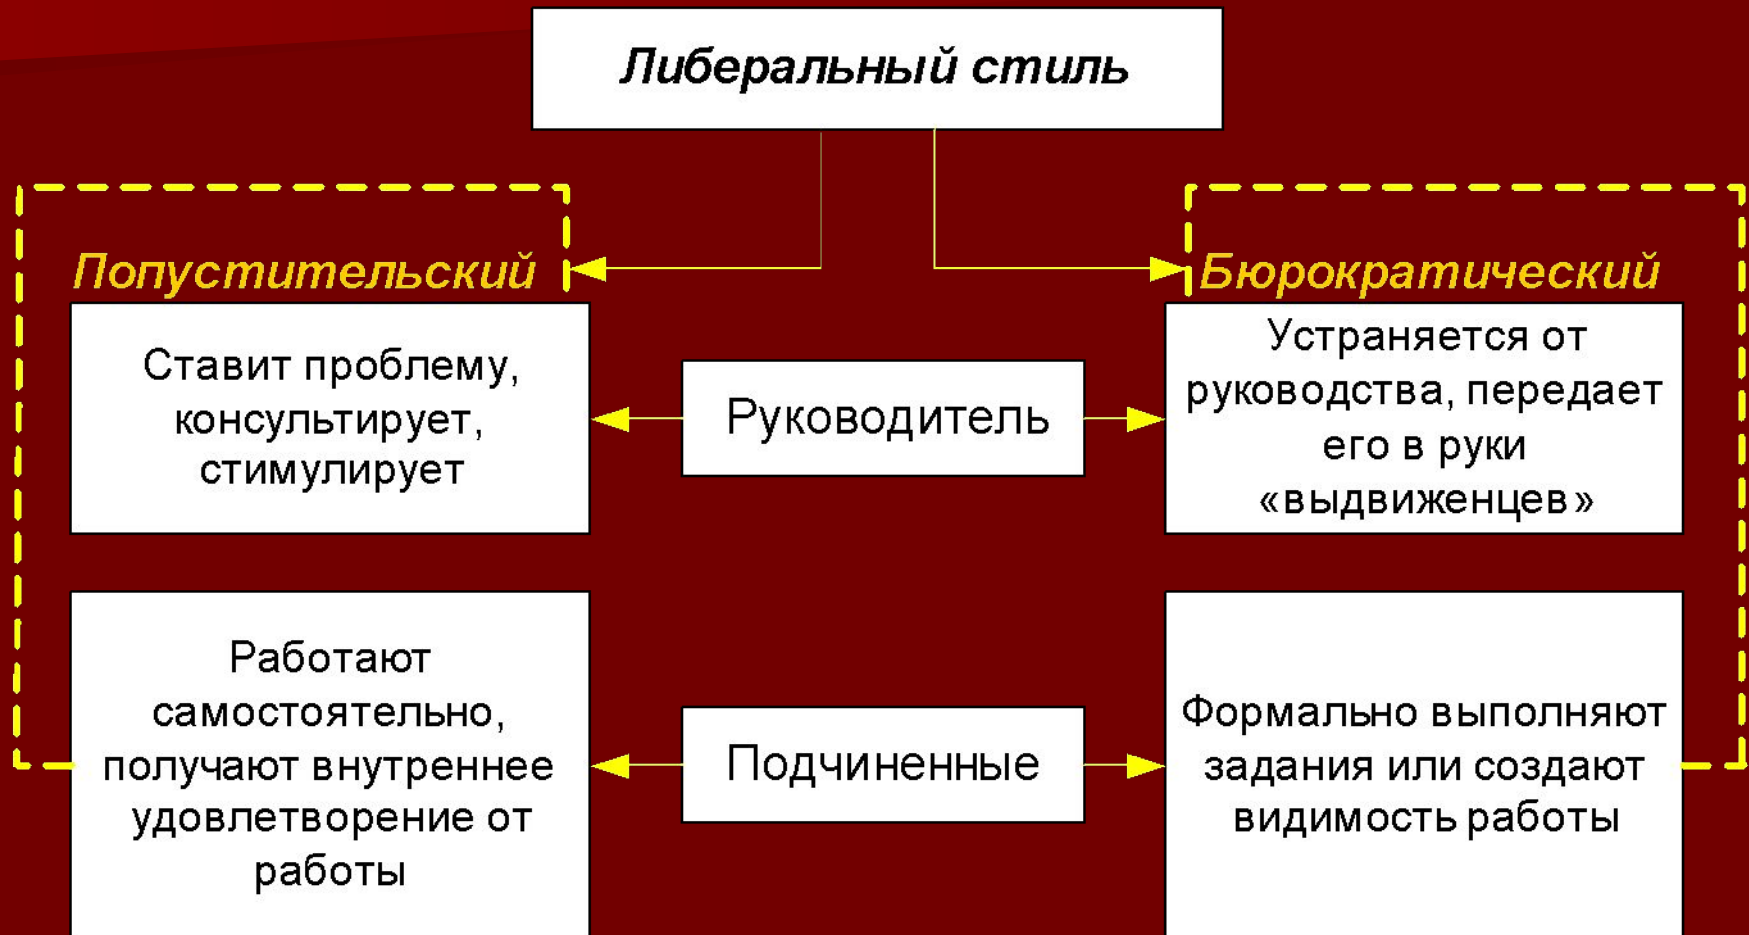 Либеральный стиль
Попустительский
Бюрократический
Ставит проблему,
консультирует,
стимулирует
Руководитель
Устраняется от
руководства, передает
его в руки
«выдвиженцев»
Работают
самостоятельно,
получают внутреннее
удовлетворение от
работы
Подчиненные
Формально выполняют
задания или создают
видимость работы